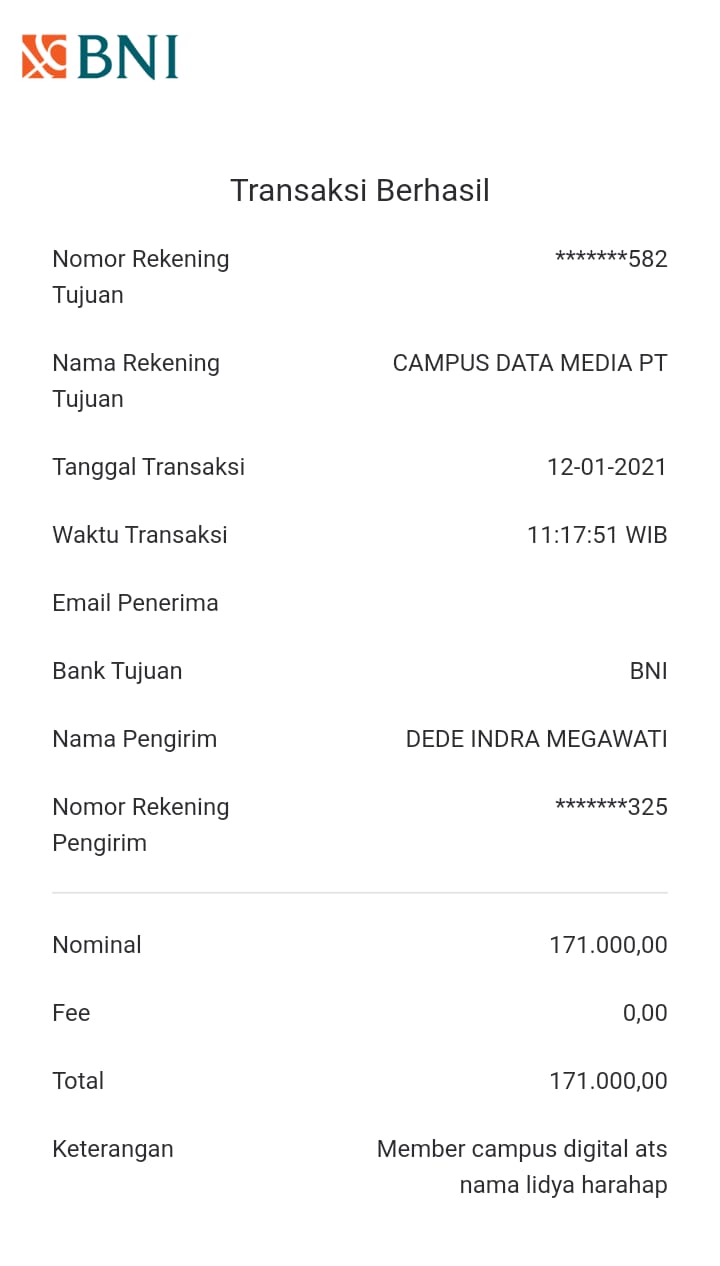 BNI
Transaksi Berhasil
Nomor Rekening Tujuan *******582
Nama Rekening Tujuan CAMPUS DATA MEDIA PT
Tanggal Transaksi 12-01-2021
Waktu Transaksi 11:17:51 WIB
Email Penerima
Bank Tujuan BNI
Nama Pengirim DEDE INDRA MEGAWATI
Nomor Rekening Pengirim *******325
Nominal 171.000,00
Fee 0,00
Total 171.000,00
Keterangan Member campus digital ats
nama lidya harahap